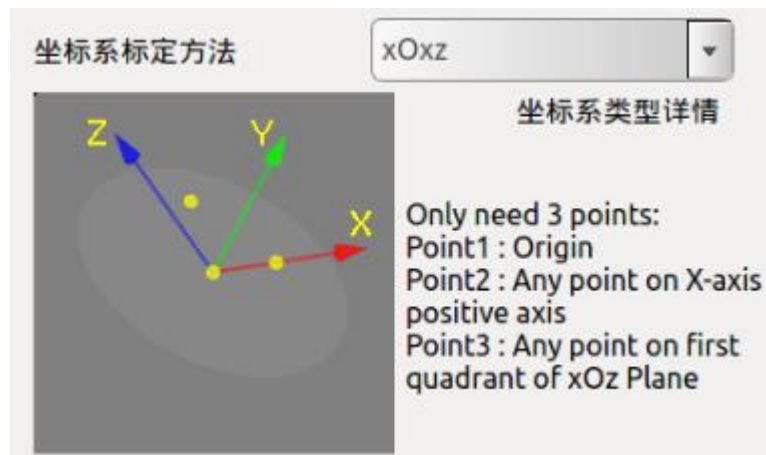 坐标系标定方法
xOxz
坐标系类型详情
Z
Y
X
Only need 3 points:
Point1 : Origin
Point2 : Any point on X-axis
positive axis
Point3 : Any point on first
quadrant of xOz Plane